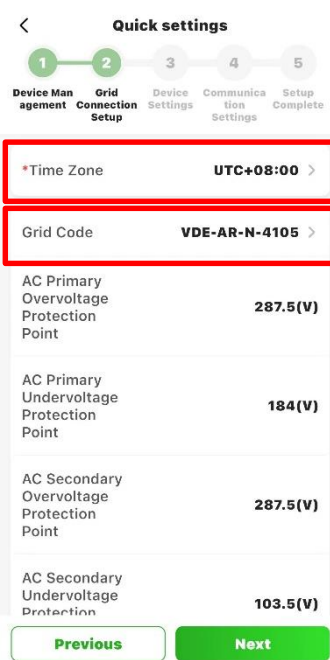 Quick settings
1 2 3 4 5
Device Man Grid Device Communica Setup
agement Connection Settings tion Complete
Setup Settings
*Time Zone UTC+08:00 >
Grid Code VDE-AR-N-4105 >
AC Primary
Overvoltage
Protection
Point
287.5(V)
AC Primary
Undervoltage
Protection
Point
184(V)
AC Secondary
Overvoltage
Protection
Point
287.5(V)
AC Secondary
Undervoltage
Protection
103.5(V)
Previous Next